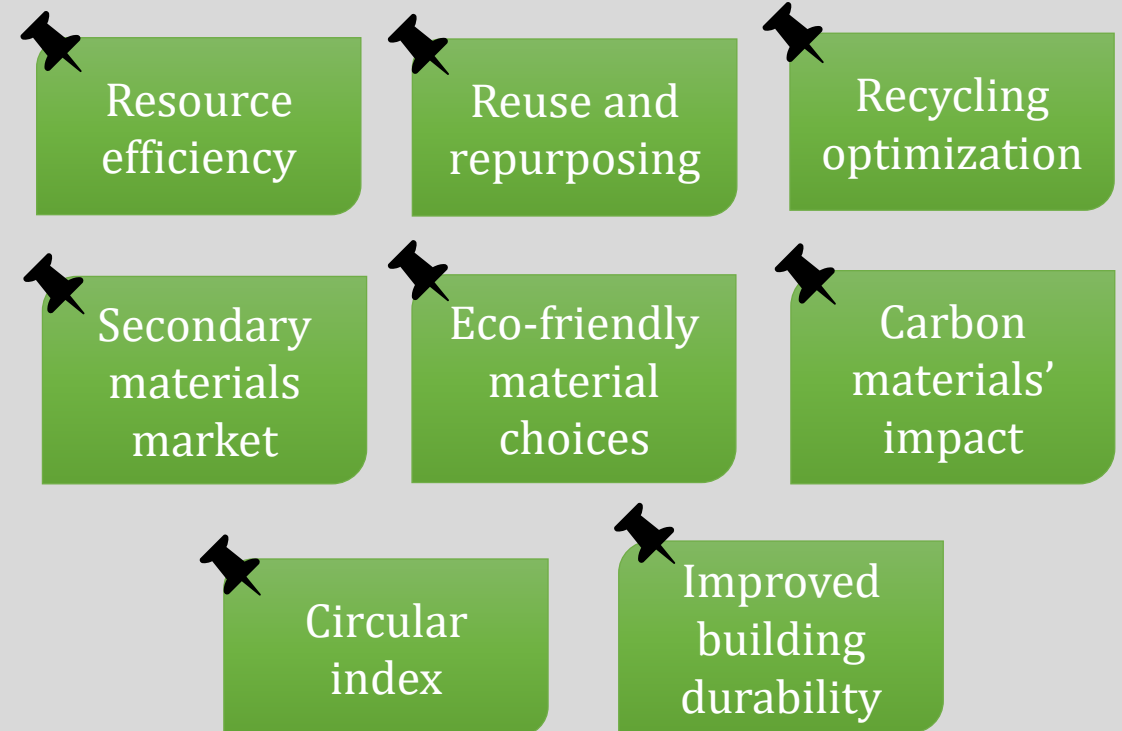 Resource
efficiency
Reuse and
repurposing
Recycling
optimization
Secondary
materials
market
Eco-friendly
material
choices
Carbon
materials’
impact
Circular
index
Improved
building
durability